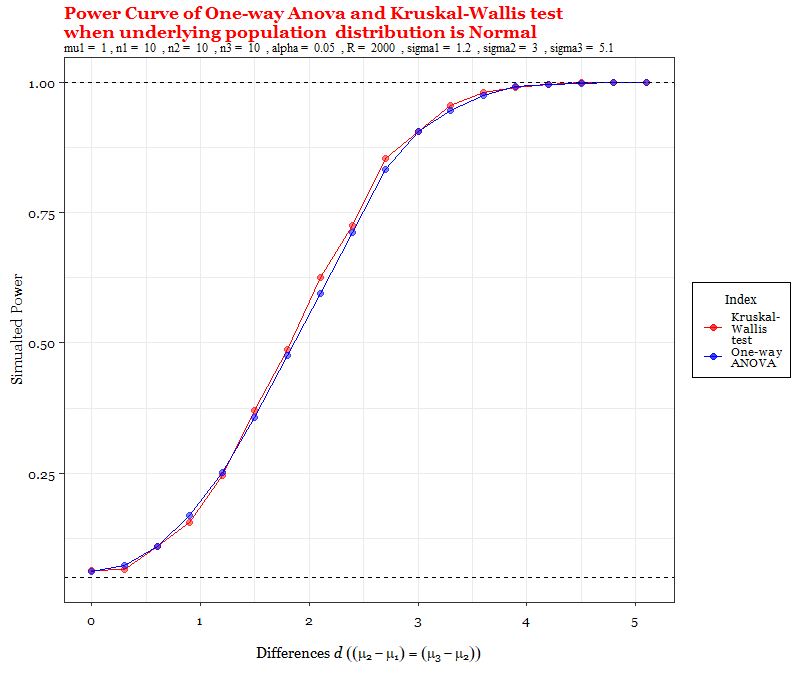 Power Curve of One-way Anova and Kruskal-Wallis test
when underlying population  distribution is Normal
mu1 =  1 , n1 =  10  , n2 =  10  , n3 =  10  , alpha =  0.05  , R =  2000  , sigma1 =  1.2  , sigma2 =  3  , sigma3 =  5.1
1.00
0.75
0.50
0.25
Simualted Power
0 1 2 3 4 5
Differences d ((μ₂ − μ₁) = (μ₃ − μ₂))
Index
Kruskal-
Wallis
test
One-way
ANOVA